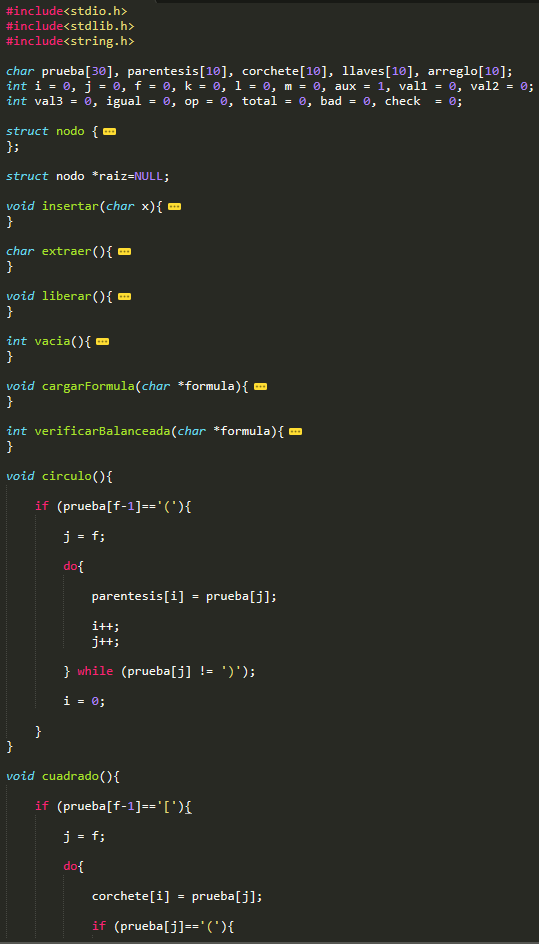 #include<stdio.h>
#include<stdlib.h>
#include<string.h>
char prueba[30], parentesis[10], corchete[10], llaves[10], arreglo[10];
int i = 0, j = 0, f = 0, k = 0, l = 0, m = 0, aux = 1, val1 = 0, val2 = 0;
int val3 = 0, igual = 0, op = 0, total = 0, bad = 0, check  = 0;
struct nodo {
};
struct nodo *raiz=NULL;
void insertar(char x){
}
char extraer(){
}
void liberar(){
}
int vacia(){
}
void cargarFormula(char *formula){
}
int verificarBalanceada(char *formula){
}
void circulo(){
if (prueba[f-1]=='('){
j = f;
do{
parentesis[i] = prueba[j];
i++;
j++;
} while (prueba[j] != ')');
i = 0;
}
}
void cuadrado(){
if (prueba[f-1]=='['){
j = f;
do{
corchete[i] = prueba[j];
if (prueba[j]=='('){